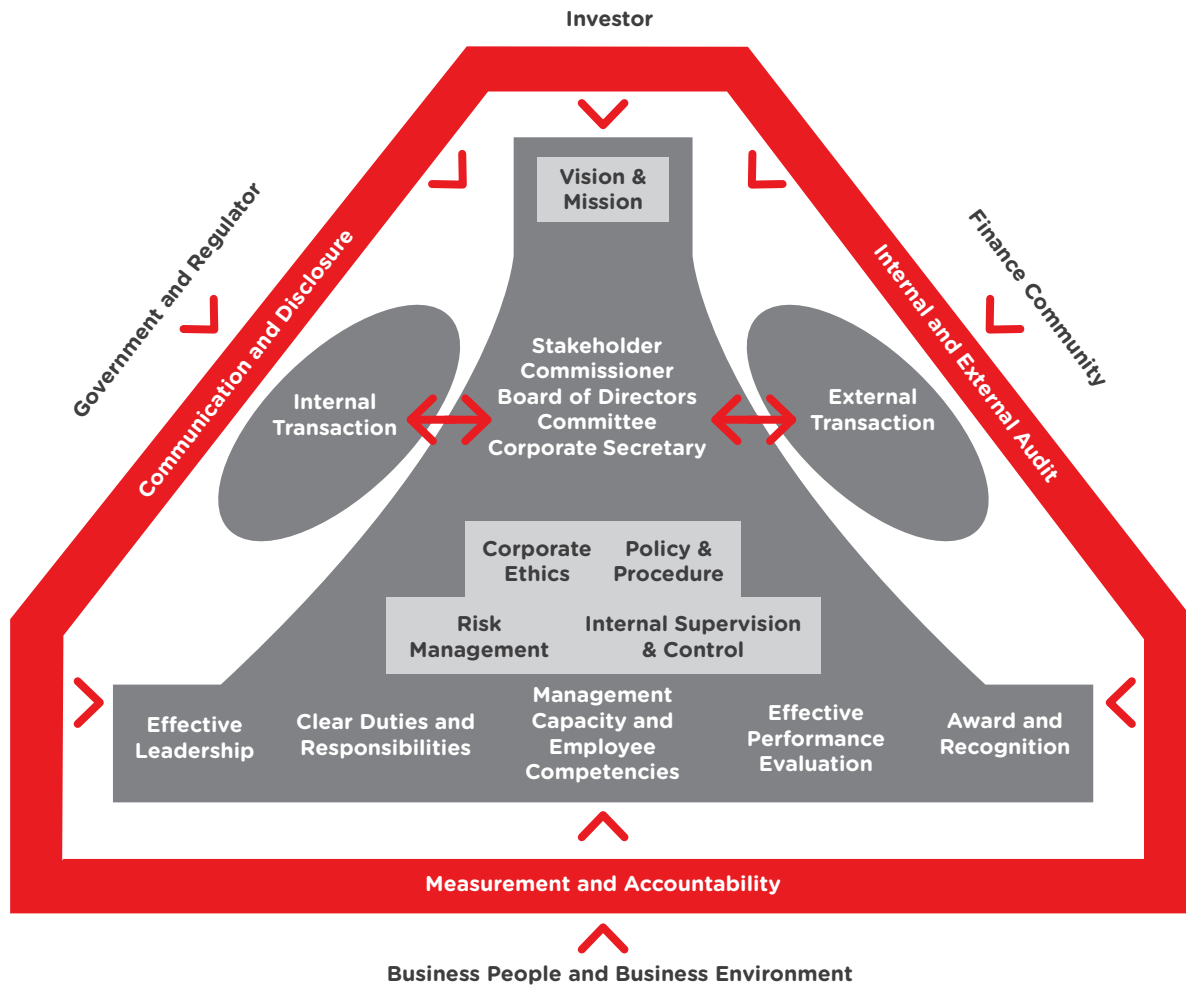 Investor
Vision &
Mission
Government and Regulator
Communication and Disclosure
Internal and External Audit
Finance Community
Stakeholder
Commissioner
Board of Directors
Committee
Corporate Secretary
Internal
Transaction
External
Transaction
Corporate
Ethics
Policy &
Procedure
Risk
Management
Internal Supervision
& Control
Effective
Leadership
Clear Duties and
Responsibilities
Management
Capacity and
Employee
Competencies
Effective
Performance
Evaluation
Award and
Recognition
Measurement and Accountability
Business People and Business Environment